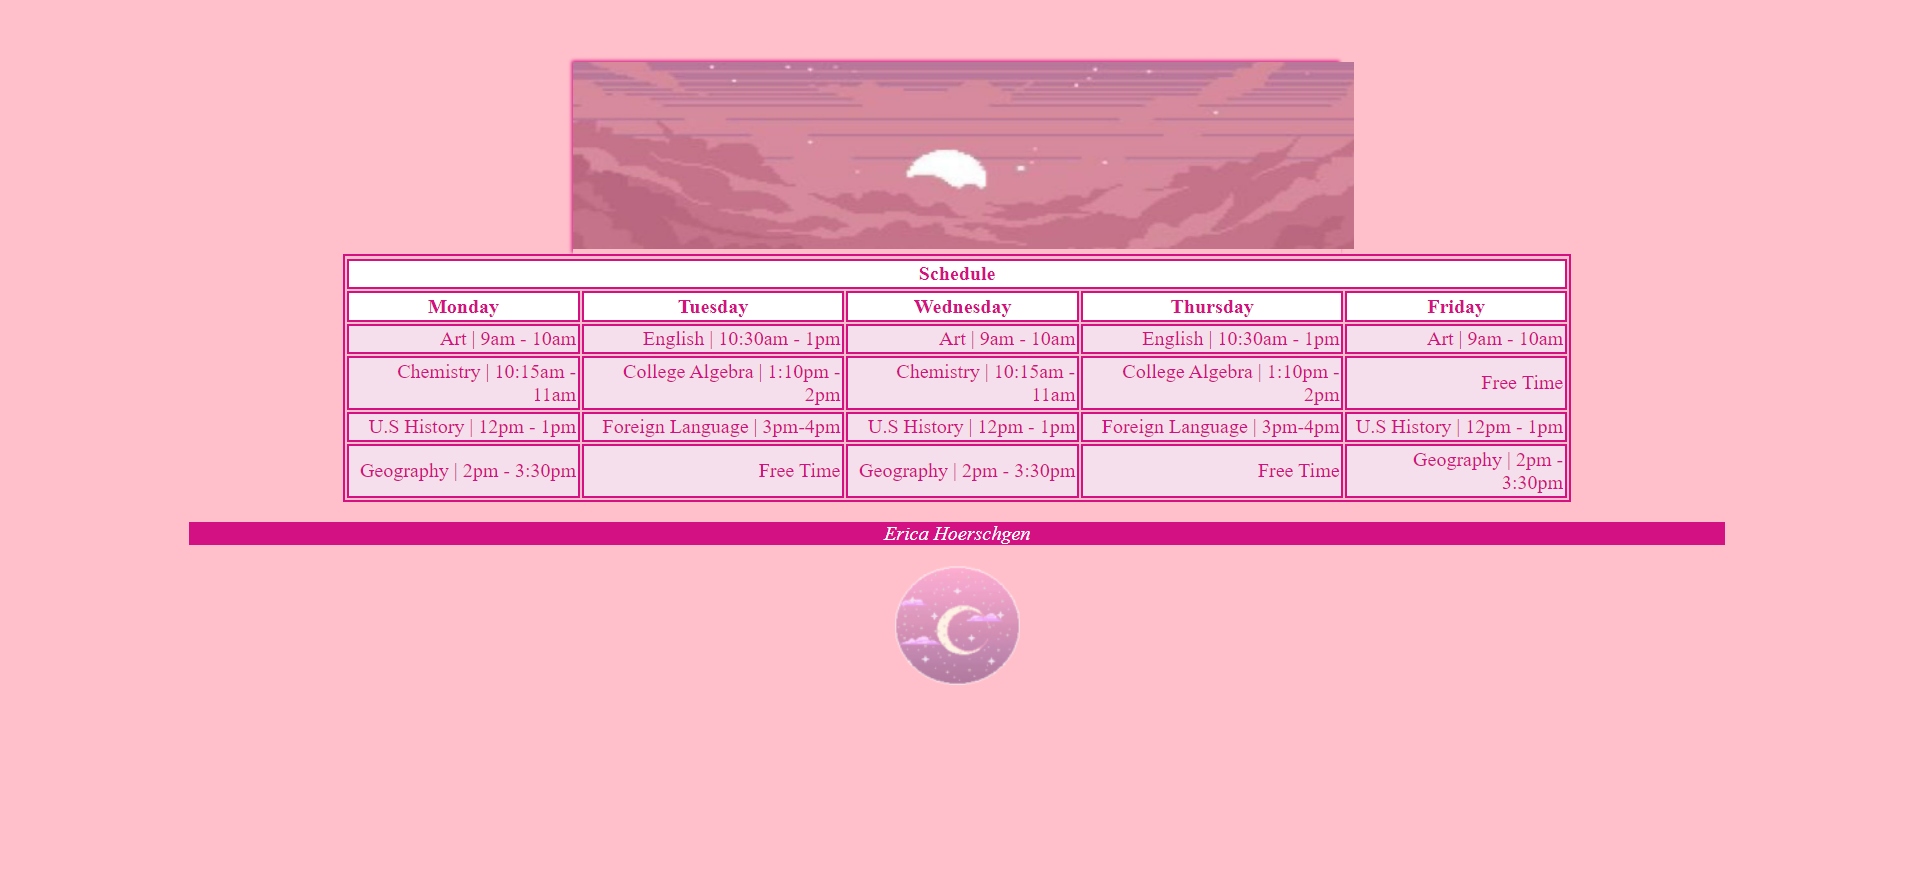 Schedule
Monday Tuesday Wednesday Thursday Friday
Art | 9am - 10am English | 10:30am - 1pm Art | 9am - 10am English | 10:30am - 1pm Art | 9am - 10am
Chemistry | 10:15am - 11am College Algebra | 1:10pm - 2pm Chemistry | 10:15am - 11am College Algebra | 1:10pm - 2pm Free Time
U.S History | 12pm - 1pm Foreign Language | 3pm-4pm U.S History | 12pm - 1pm Foreign Language | 3pm-4pm U.S History | 12pm - 1pm
Geography | 2pm - 3:30pm Free Time Geography | 2pm - 3:30pm Free Time Geography | 2pm - 3:30pm
Erica Hoerschgen